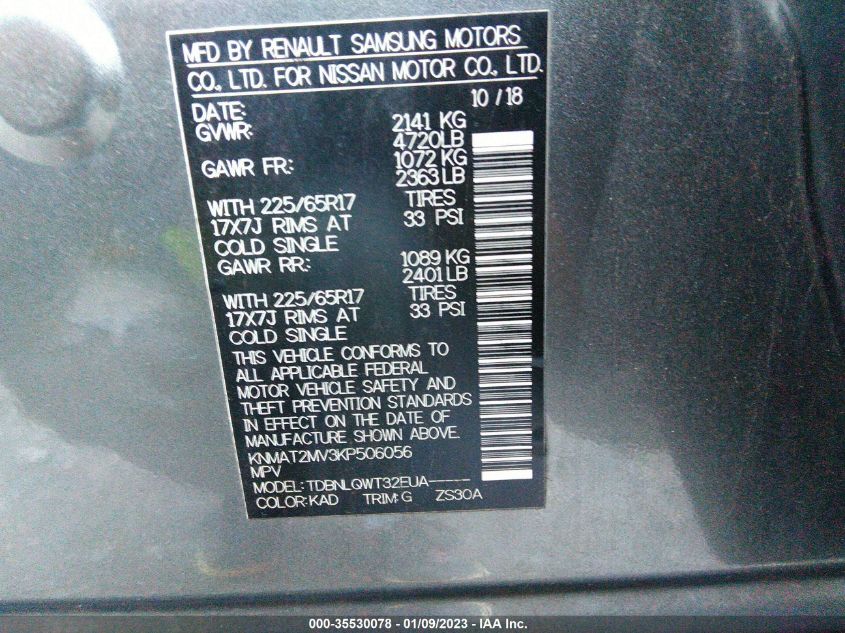 MFD BY RENAULT SAMSUNG MOTORS
CO., LTD. FOR NISSAN MOTOR CO., LTD.
DATE: 10 / 18
GVWR: 2141 KG
4720LB
GAWR FR: 1072 KG
2363 LB
WITH 225/65R17 TIRES
17X7J RIMS AT 33 PSI
COLD SINGLE
GAWR RR: 1089 KG
2401 LB
WITH 225/65R17 TIRES
17X7J RIMS AT 33 PSI
COLD SINGLE
THIS VEHICLE CONFORMS TO
ALL APPLICABLE FEDERAL
MOTOR VEHICLE SAFETY AND
THEFT PREVENTION STANDARDS
IN EFFECT ON THE DATE OF
MANUFACTURE SHOWN ABOVE.
KNMAT2MV3KP506056
MPV
MODEL: TDBNLQWT32EUA-----
COLOR: KAD TRIM: G ZS30A
000-35530078 - 01/09/2023 - IAA Inc.